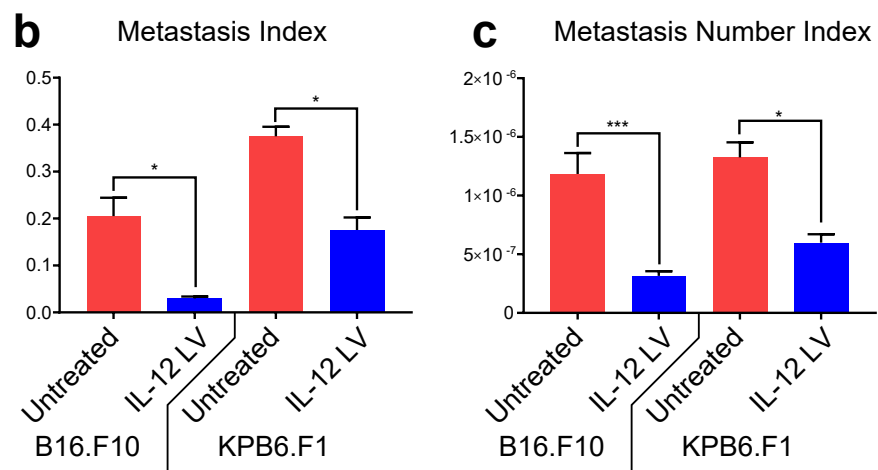 b Metastasis Index
0.5
0.4
0.3
0.2
0.1
0.0
*
*
Untreated
IL-12 LV
Untreated
IL-12 LV
B16.F10
KPB6.F1
c Metastasis Number Index
2×10 -6
1.5×10 -6
1×10 -6
5×10 -7
0
***
*
Untreated
IL-12 LV
Untreated
IL-12 LV
B16.F10
KPB6.F1